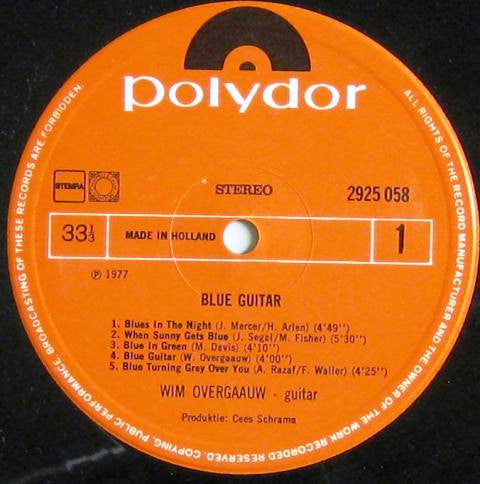 polydor
STEMRA
STEREO
2925 058
33⅓
MADE IN HOLLAND
1
℗ 1977
BLUE GUITAR
1. Blues In The Night (J. Mercer/H. Arlen) (4'49'')
2. When Sunny Gets Blue (J. Segal/M. Fisher) (5'30'')
3. Blue In Green (M. Davis) (4'10'')
4. Blue Guitar (W. Overgaauw) (4'00'')
5. Blue Turning Grey Over You (A. Razaf/F. Waller) (4'25'')
WIM OVERGAAUW - guitar
Produktie: Cees Schrama
ALL RIGHTS OF THE RECORD MANUFACTURER AND THE OWNER OF THE WORK RECORDED RESERVED. COPYING, PUBLIC PERFORMANCE, BROADCASTING OF THESE RECORDS ARE FORBIDDEN.